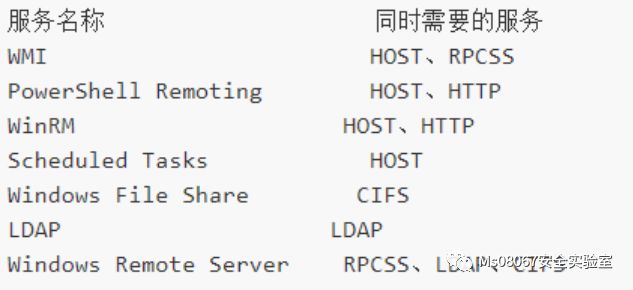 服务名称 同时需要的服务
WMI HOST、RPCSS
PowerShell Remoting HOST、HTTP
WinRM HOST、HTTP
Scheduled Tasks HOST
Windows File Share CIFS
LDAP LDAP
Windows Remote Server RPCSS、LDAP、CIFS
Ms08067安全实验室